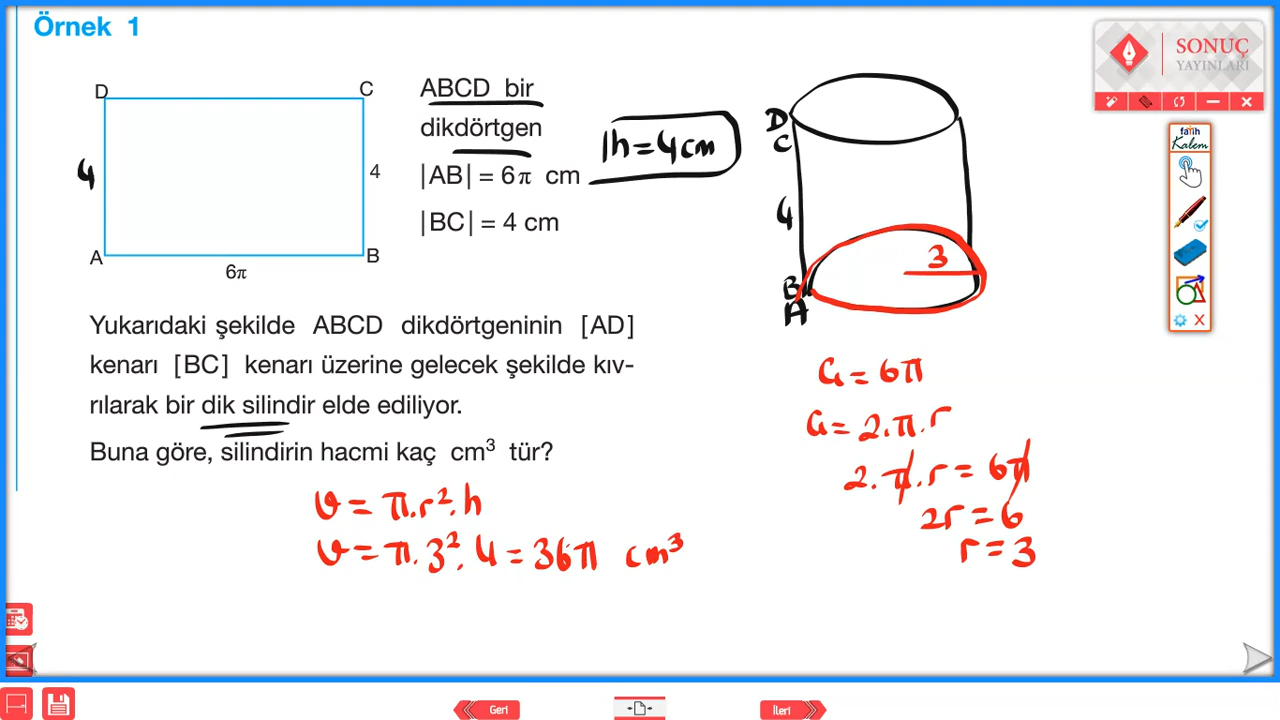 Örnek 1
D
C
4
4
A
B
6π
ABCD bir
dikdörtgen
|AB| = 6π cm
|BC| = 4 cm
|h = 4 cm
D
C
4
B
A
3
Yukarıdaki şekilde ABCD dikdörtgeninin [AD]
kenarı [BC] kenarı üzerine gelecek şekilde kıv-
rılarak bir dik silindir elde ediliyor.
Buna göre, silindirin hacmi kaç cm³ tür?
V = π.r².h
V = π.3².4 = 36π cm³
Ç = 6π
Ç = 2.π.r
2.π.r = 6π
2r = 6
r = 3
SONUÇ
YAYINLARI
fatih
Kalem
Geri
İleri